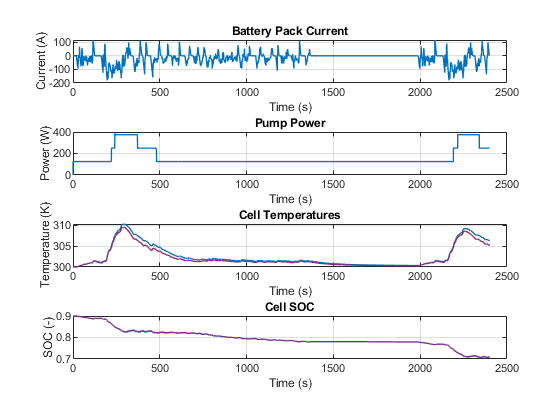 Battery Pack Current
Current (A)
100
0
-100
-200
0 500 1000 1500 2000 2500
Time (s)
Pump Power
Power (W)
400
200
0
0 500 1000 1500 2000 2500
Time (s)
Cell Temperatures
Temperature (K)
310
305
300
0 500 1000 1500 2000 2500
Time (s)
Cell SOC
SOC (-)
0.9
0.8
0.7
0 500 1000 1500 2000 2500
Time (s)